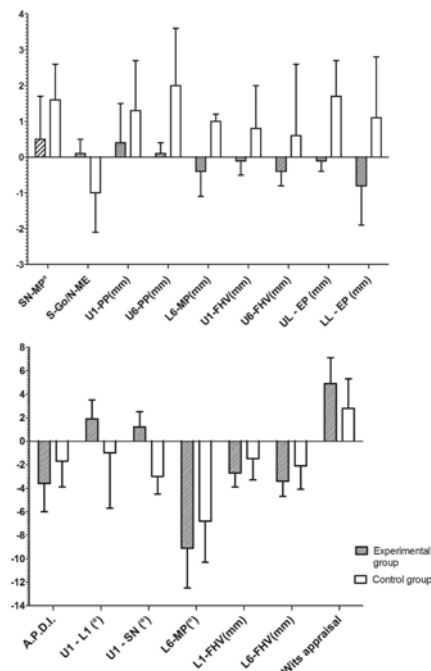 4
3
2
1
0
-1
-2
-3
SN-MP°
S-Go/N-ME
U1-PP(mm)
U6-PP(mm)
L6-MP(mm)
U1-FHV(mm)
U6-FHV(mm)
UL - EP (mm)
LL - EP (mm)
8
6
4
2
0
-2
-4
-6
-8
-10
-12
-14
A.P.D.I.
U1 - L1 (°)
U1 - SN (°)
L6-MP(°)
L1-FHV(mm)
L6-FHV(mm)
Wits appraisal
Experimental
group
Control group